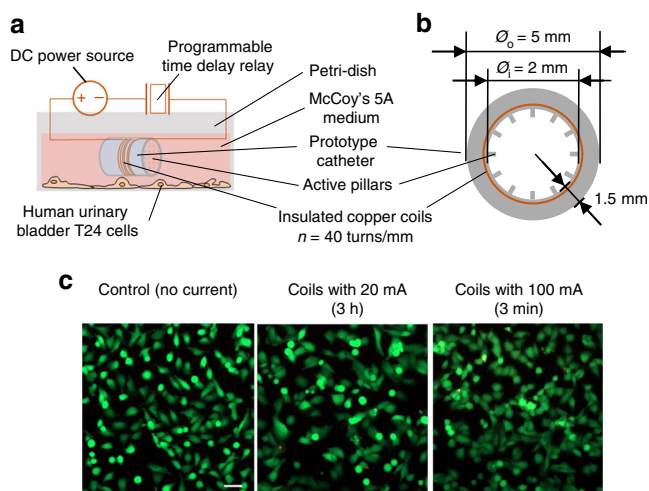 a
DC power source
Programmable
time delay relay
+ −
Petri-dish
McCoy's 5A
medium
Prototype
catheter
Active pillars
Insulated copper coils
n = 40 turns/mm
Human urinary
bladder T24 cells
b
Øo = 5 mm
Øi = 2 mm
1.5 mm
c
Control (no current)
Coils with 20 mA
(3 h)
Coils with 100 mA
(3 min)